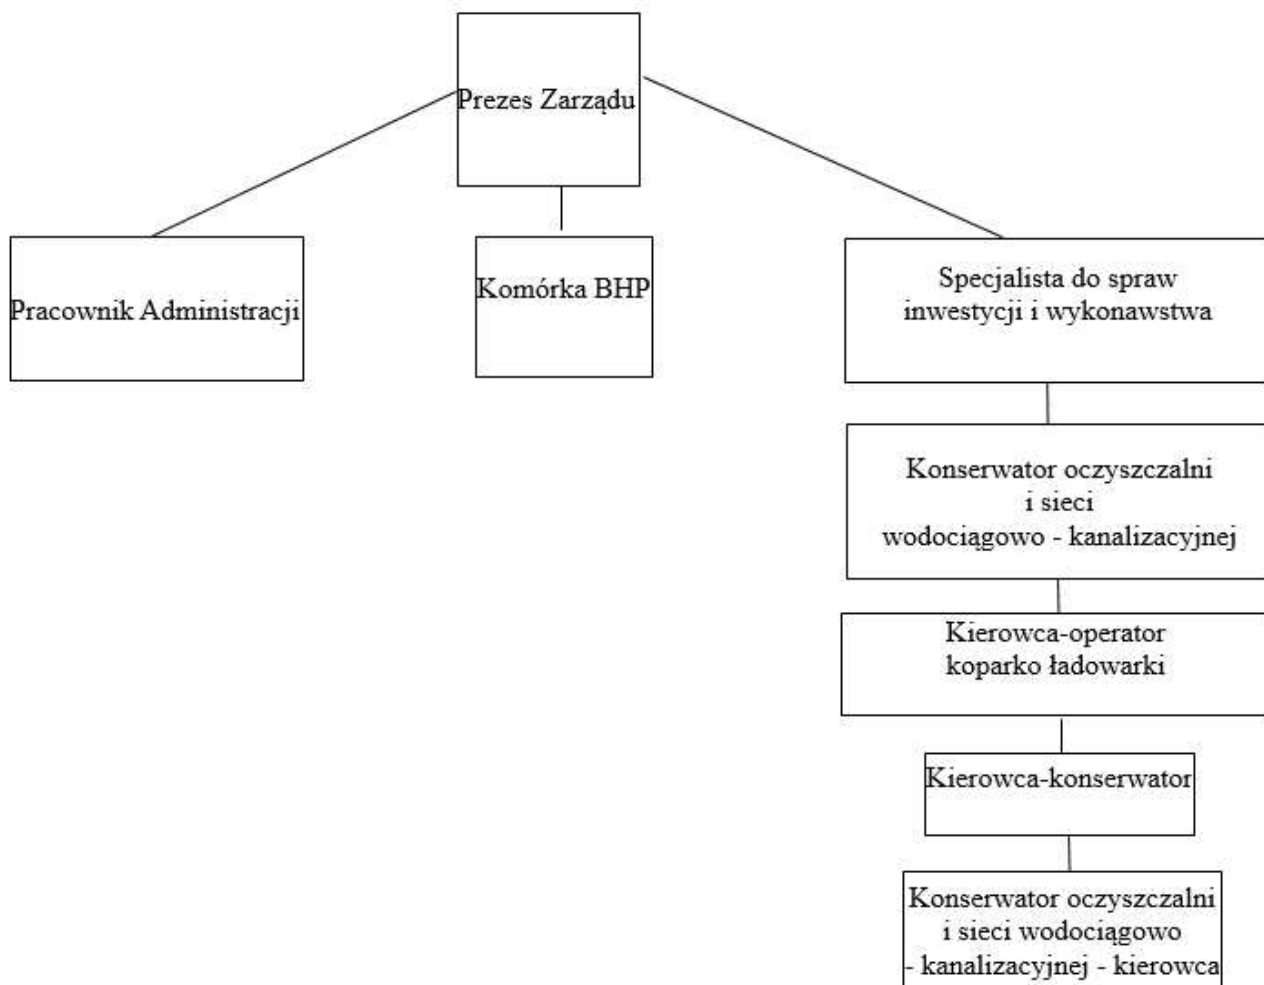 Prezes Zarządu
Pracownik Administracji
Komórka BHP
Specjalista do spraw
inwestycji i wykonawstwa
Konserwator oczyszczalni
i sieci
wodociągowo - kanalizacyjnej
Kierowca-operator
koparko ładowarki
Kierowca-konserwator
Konserwator oczyszczalni
i sieci wodociągowo
- kanalizacyjnej - kierowca